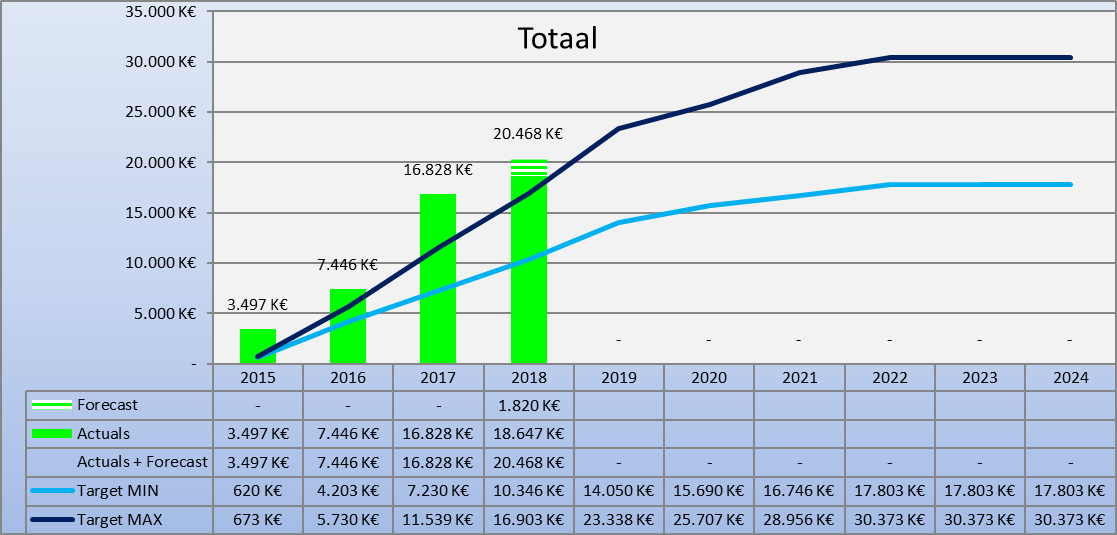 Totaal
35.000 K€
30.000 K€
25.000 K€
20.000 K€
15.000 K€
10.000 K€
5.000 K€
-
3.497 K€
7.446 K€
16.828 K€
20.468 K€
- - - - - -
2015 2016 2017 2018 2019 2020 2021 2022 2023 2024
Forecast - - - 1.820 K€
Actuals 3.497 K€ 7.446 K€ 16.828 K€ 18.647 K€
Actuals + Forecast 3.497 K€ 7.446 K€ 16.828 K€ 20.468 K€ - - - - - -
Target MIN 620 K€ 4.203 K€ 7.230 K€ 10.346 K€ 14.050 K€ 15.690 K€ 16.746 K€ 17.803 K€ 17.803 K€ 17.803 K€
Target MAX 673 K€ 5.730 K€ 11.539 K€ 16.903 K€ 23.338 K€ 25.707 K€ 28.956 K€ 30.373 K€ 30.373 K€ 30.373 K€